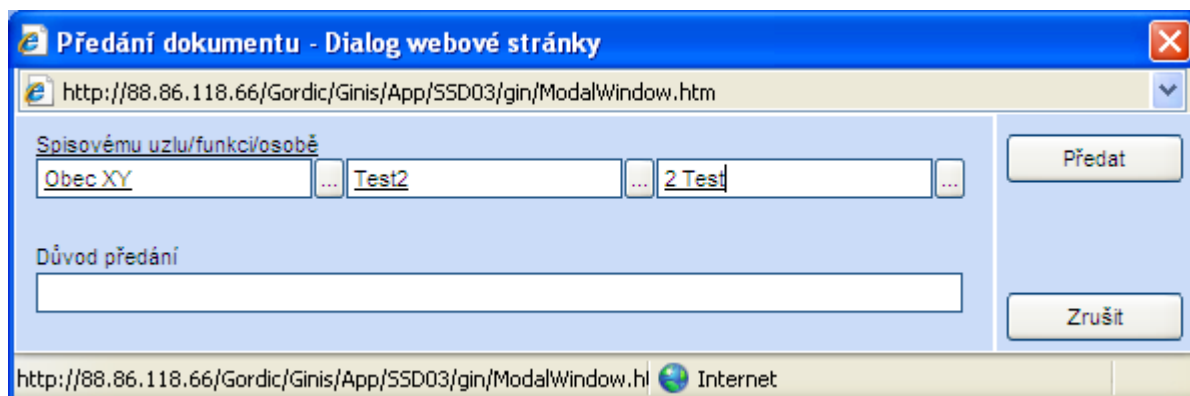 Předání dokumentu - Dialog webové stránky
http://88.86.118.66/Gordic/Ginis/App/SSD03/gin/ModalWindow.htm
Spisovému uzlu/funkci/osobě
Předat
Obec XY ... Test2 ... 2 Test ...
Důvod předání
Zrušit
http://88.86.118.66/Gordic/Ginis/App/SSD03/gin/ModalWindow.h Internet